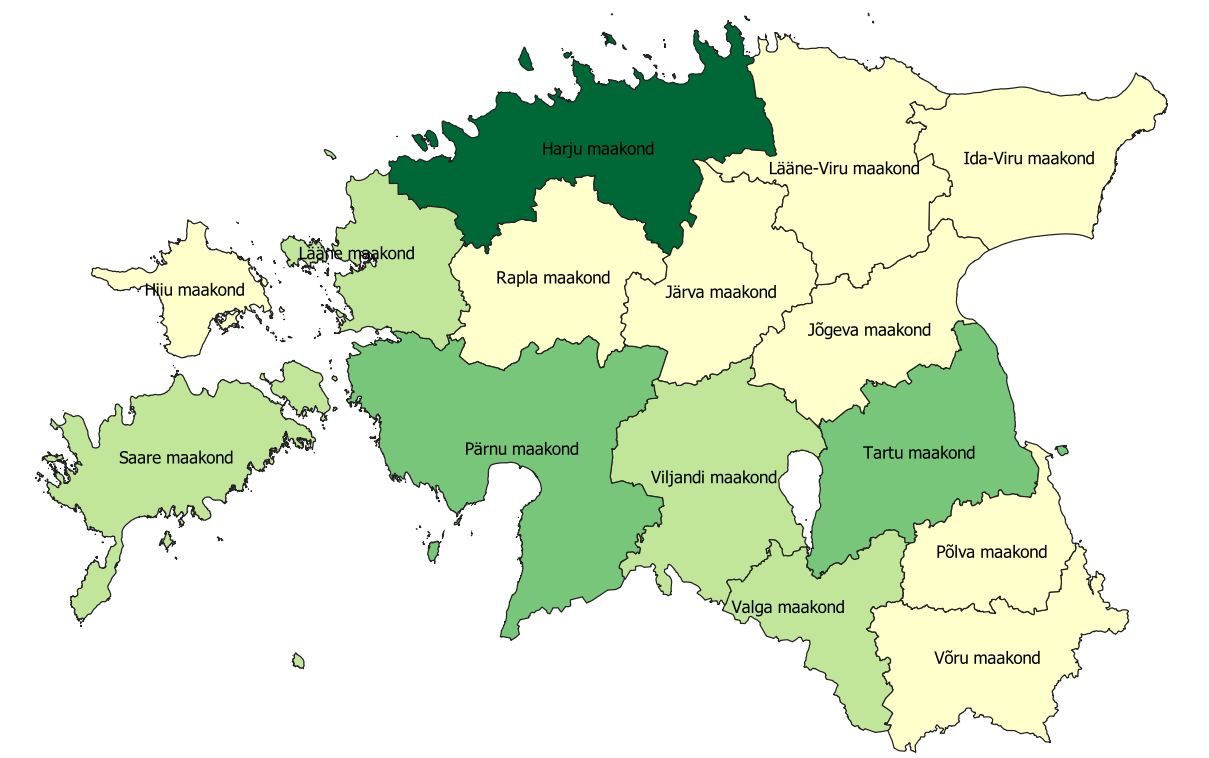 Harju maakond
Lääne-Viru maakond
Ida-Viru maakond
Lääne maakond
Rapla maakond
Hiiu maakond
Järva maakond
Jõgeva maakond
Pärnu maakond
Tartu maakond
Saare maakond
Viljandi maakond
Põlva maakond
Valga maakond
Võru maakond